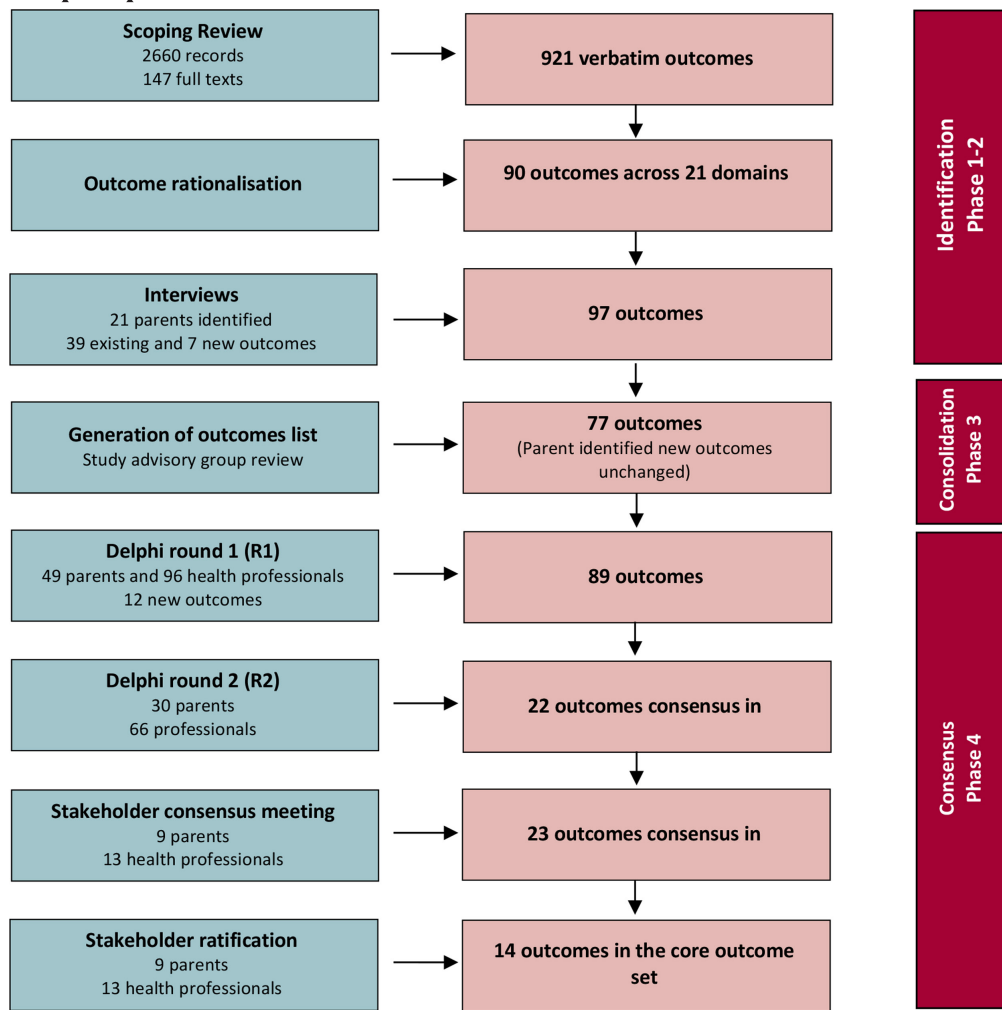 Scoping Review
2660 records
147 full texts
921 verbatim outcomes
Outcome rationalisation
90 outcomes across 21 domains
Interviews
21 parents identified
39 existing and 7 new outcomes
97 outcomes
Identification
Phase 1-2
Generation of outcomes list
Study advisory group review
77 outcomes
(Parent identified new outcomes
unchanged)
Consolidation
Phase 3
Delphi round 1 (R1)
49 parents and 96 health professionals
12 new outcomes
89 outcomes
Delphi round 2 (R2)
30 parents
66 professionals
22 outcomes consensus in
Stakeholder consensus meeting
9 parents
13 health professionals
23 outcomes consensus in
Stakeholder ratification
9 parents
13 health professionals
14 outcomes in the core outcome
set
Consensus
Phase 4